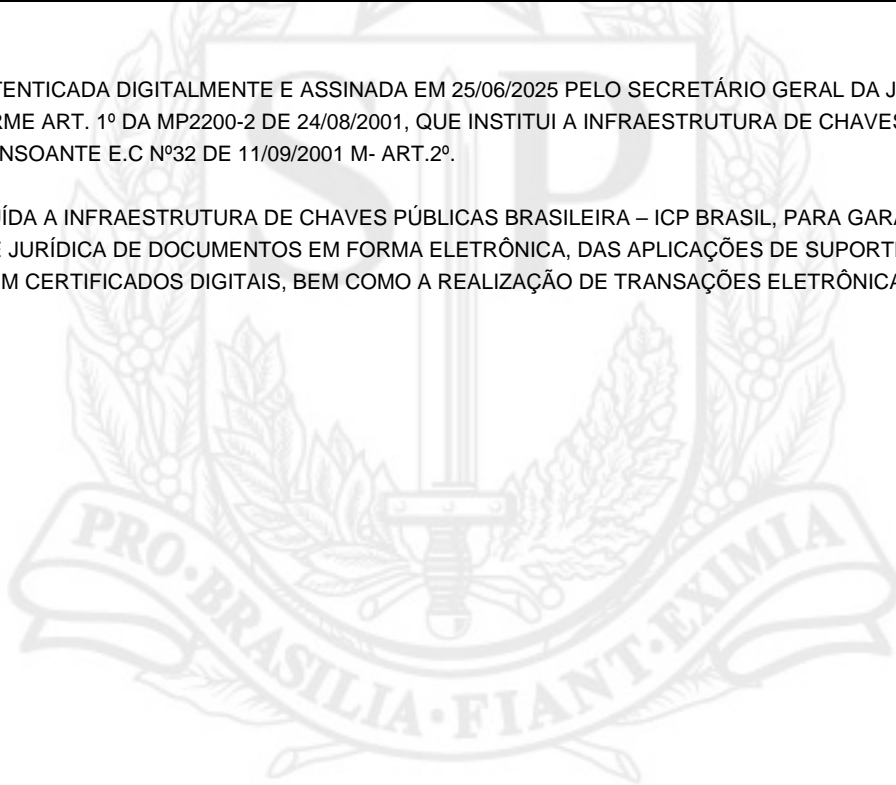 TENTICADA DIGITALMENTE E ASSINADA EM 25/06/2025 PELO SECRETÁRIO GERAL DA J
RME ART. 1º DA MP2200-2 DE 24/08/2001, QUE INSTITUI A INFRAESTRUTURA DE CHAVES
NSOANTE E.C Nº32 DE 11/09/2001 M- ART.2º.
ÍDA A INFRAESTRUTURA DE CHAVES PÚBLICAS BRASILEIRA – ICP BRASIL, PARA GARA
E JURÍDICA DE DOCUMENTOS EM FORMA ELETRÔNICA, DAS APLICAÇÕES DE SUPORTE
M CERTIFICADOS DIGITAIS, BEM COMO A REALIZAÇÃO DE TRANSAÇÕES ELETRÔNICA
SP
PRO·BRASILIA·FIANT·EXIMIA